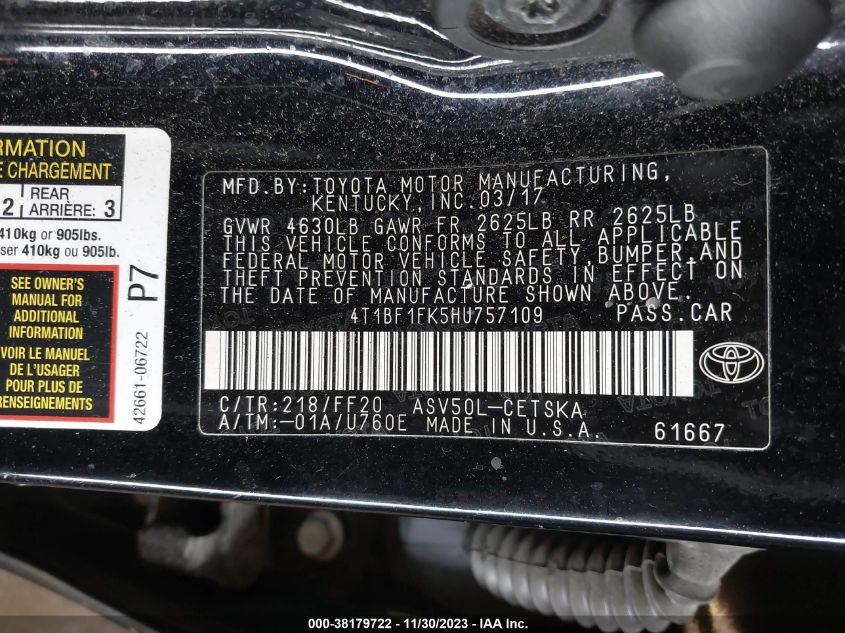 RMATION
E CHARGEMENT
2 REAR
ARRIÈRE: 3
410kg or 905lbs.
ser 410kg ou 905lb.
SEE OWNER'S
MANUAL FOR
ADDITIONAL
INFORMATION
VOIR LE MANUEL
DE L'USAGER
POUR PLUS DE
RENSEIGNEMENTS
P7
42661-06722
MFD.BY:TOYOTA MOTOR MANUFACTURING,
KENTUCKY,INC.03/17
GVWR 4630LB GAWR FR 2625LB RR 2625LB
THIS VEHICLE CONFORMS TO ALL APPLICABLE
FEDERAL MOTOR VEHICLE SAFETY,BUMPER,AND
THEFT PREVENTION STANDARDS IN EFFECT ON
THE DATE OF MANUFACTURE SHOWN ABOVE.
4T1BF1FK5HU757109 PASS.CAR
C/TR:218/FF20 ASV50L-CETSKA
A/TM:-01A/U760E MADE IN U.S.A. 61667
000-38179722 - 11/30/2023 - IAA Inc.